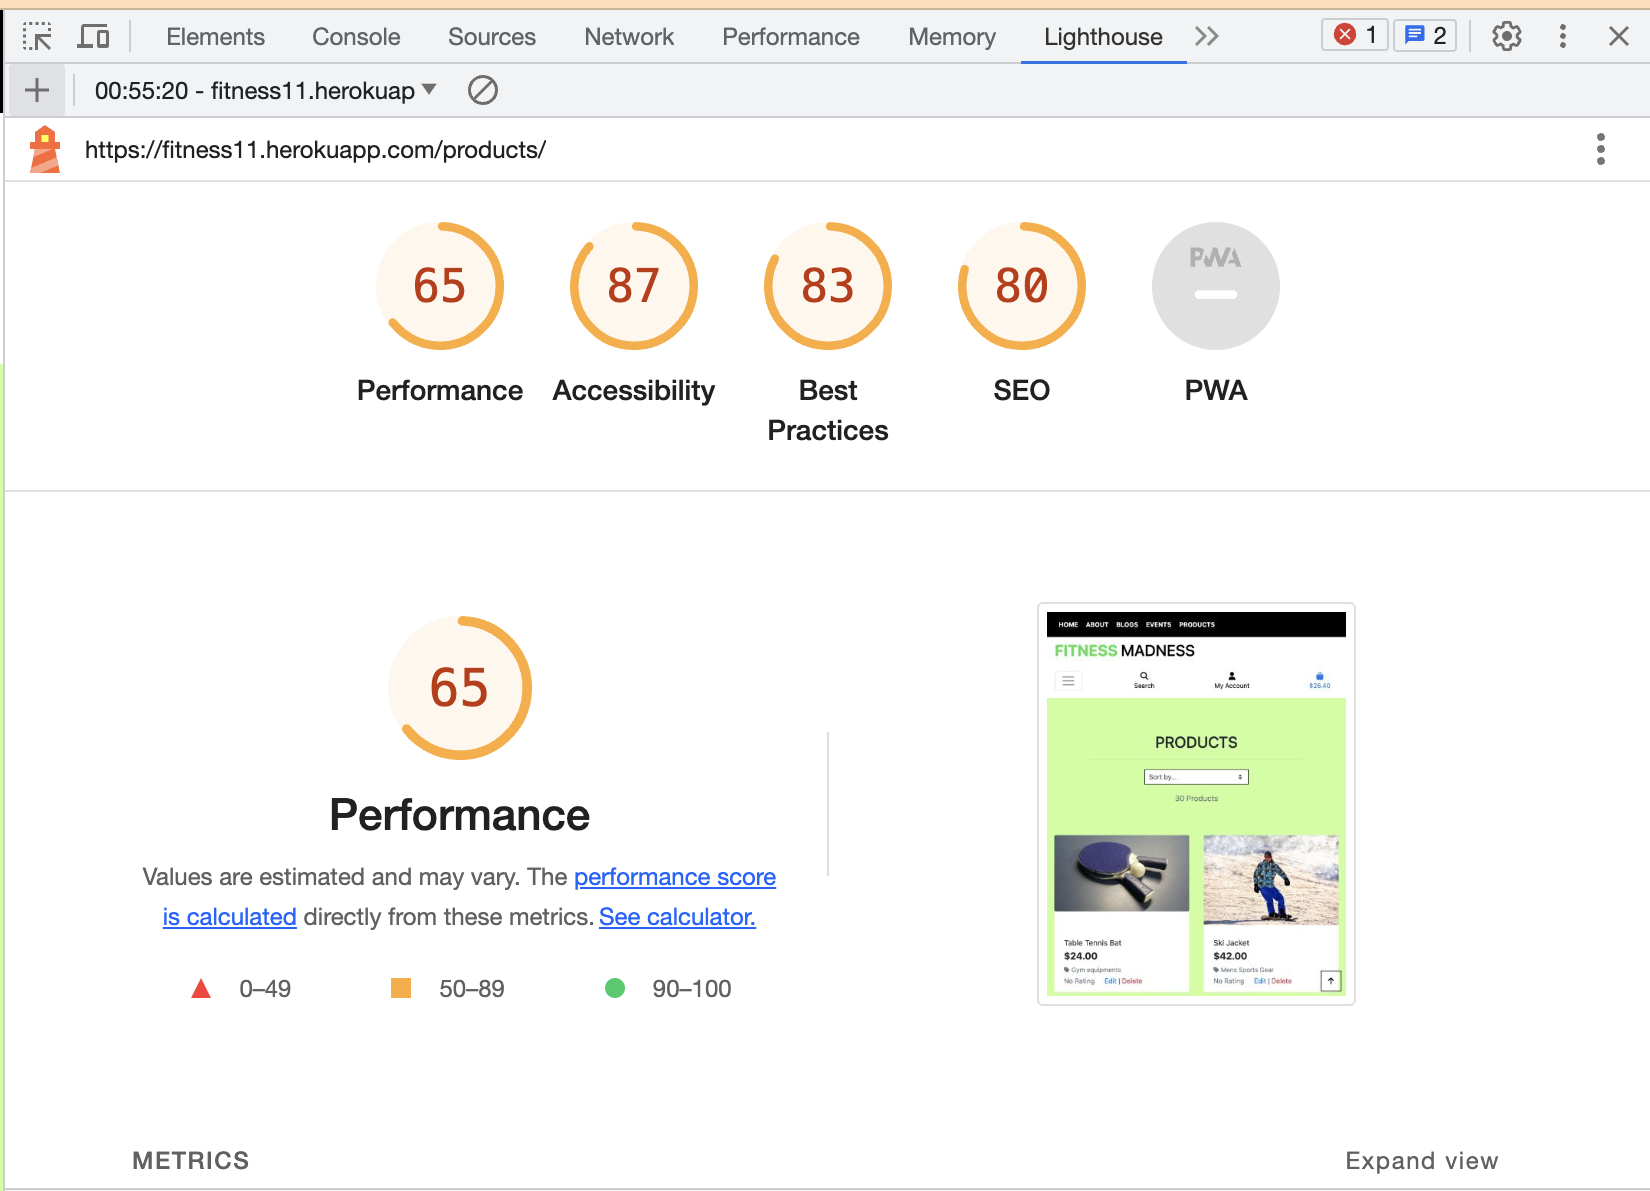 Elements Console Sources Network Performance Memory Lighthouse 1 2
00:55:20 - fitness11.herokuap
https://fitness11.herokuapp.com/products/
65 87 83 80 PWA
Performance Accessibility Best Practices SEO PWA
65
Performance
Values are estimated and may vary. The performance score
is calculated directly from these metrics. See calculator.
0–49 50–89 90–100
HOME ABOUT BLOGS EVENTS PRODUCTS
FITNESS MADNESS
Search My Account $26.40
PRODUCTS
Sort by...
30 Products
Table Tennis Bat
$24.00
Gym equipments
No Rating Edit | Delete
Ski Jacket
$42.00
Mens Sports Gear
No Rating Edit | Delete
METRICS Expand view